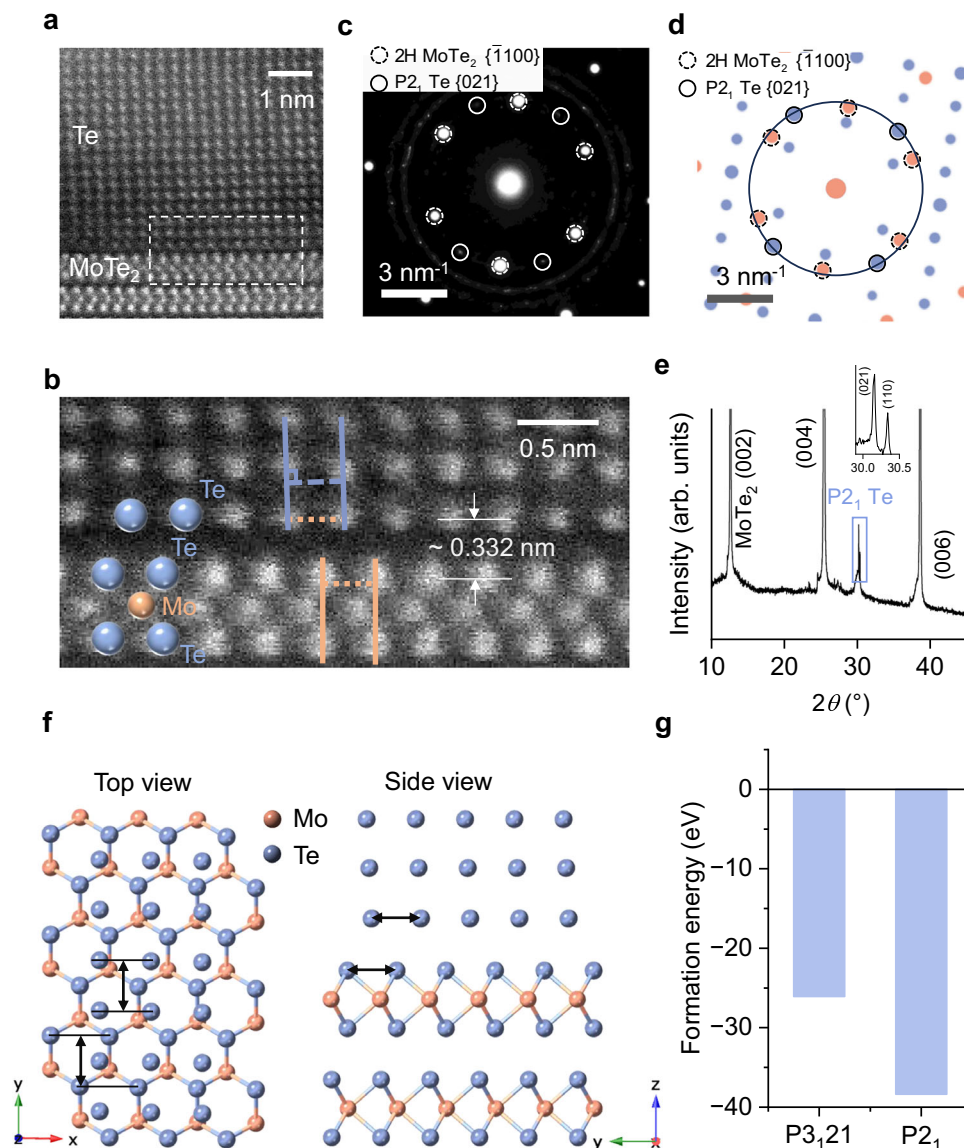 a
1 nm
Te
MoTe₂
c
2H MoTe₂ {1̄100}
P2₁ Te {021}
3 nm⁻¹
d
2H MoTe₂ {1̄100}
P2₁ Te {021}
3 nm⁻¹
b
0.5 nm
Te
Te
~ 0.332 nm
Mo
Te
e
Intensity (arb. units)
MoTe₂ (002)
(004)
P2₁ Te
(006)
(021)
(110)
30.0 30.5
10 20 30 40
2θ (°)
f
Top view
Side view
Mo
Te
y
z x
z
y x
g
Formation energy (eV)
0
−10
−20
−30
−40
P3₁21 P2₁